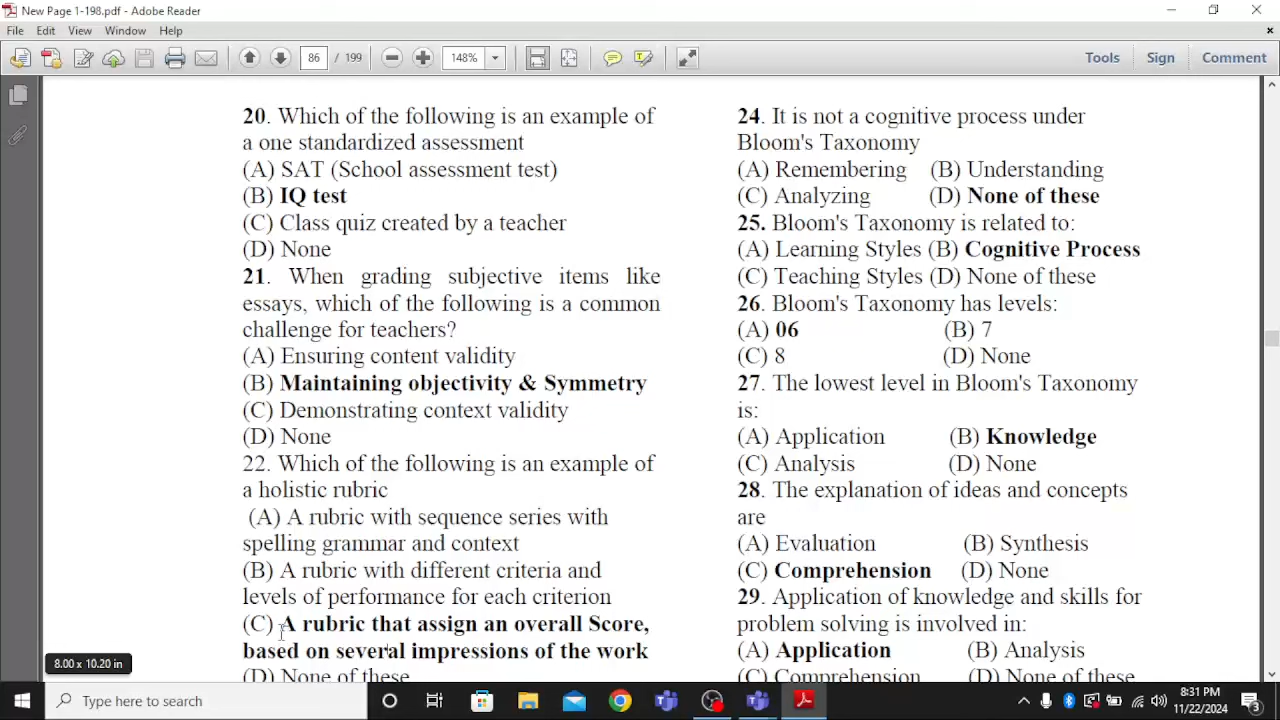 New Page 1-198.pdf - Adobe Reader
File Edit View Window Help
86 / 199 148% Tools Sign Comment
20. Which of the following is an example of
a one standardized assessment
(A) SAT (School assessment test)
(B) IQ test
(C) Class quiz created by a teacher
(D) None
21. When grading subjective items like
essays, which of the following is a common
challenge for teachers?
(A) Ensuring content validity
(B) Maintaining objectivity & Symmetry
(C) Demonstrating context validity
(D) None
22. Which of the following is an example of
a holistic rubric
(A) A rubric with sequence series with
spelling grammar and context
(B) A rubric with different criteria and
levels of performance for each criterion
(C) A rubric that assign an overall Score,
based on several impressions of the work
(D) None of these
24. It is not a cognitive process under
Bloom's Taxonomy
(A) Remembering (B) Understanding
(C) Analyzing (D) None of these
25. Bloom's Taxonomy is related to:
(A) Learning Styles (B) Cognitive Process
(C) Teaching Styles (D) None of these
26. Bloom's Taxonomy has levels:
(A) 06 (B) 7
(C) 8 (D) None
27. The lowest level in Bloom's Taxonomy
is:
(A) Application (B) Knowledge
(C) Analysis (D) None
28. The explanation of ideas and concepts
are
(A) Evaluation (B) Synthesis
(C) Comprehension (D) None
29. Application of knowledge and skills for
problem solving is involved in:
(A) Application (B) Analysis
(C) Comprehension (D) None
8.00 x 10.20 in
Type here to search
8:31 PM
11/22/2024
3